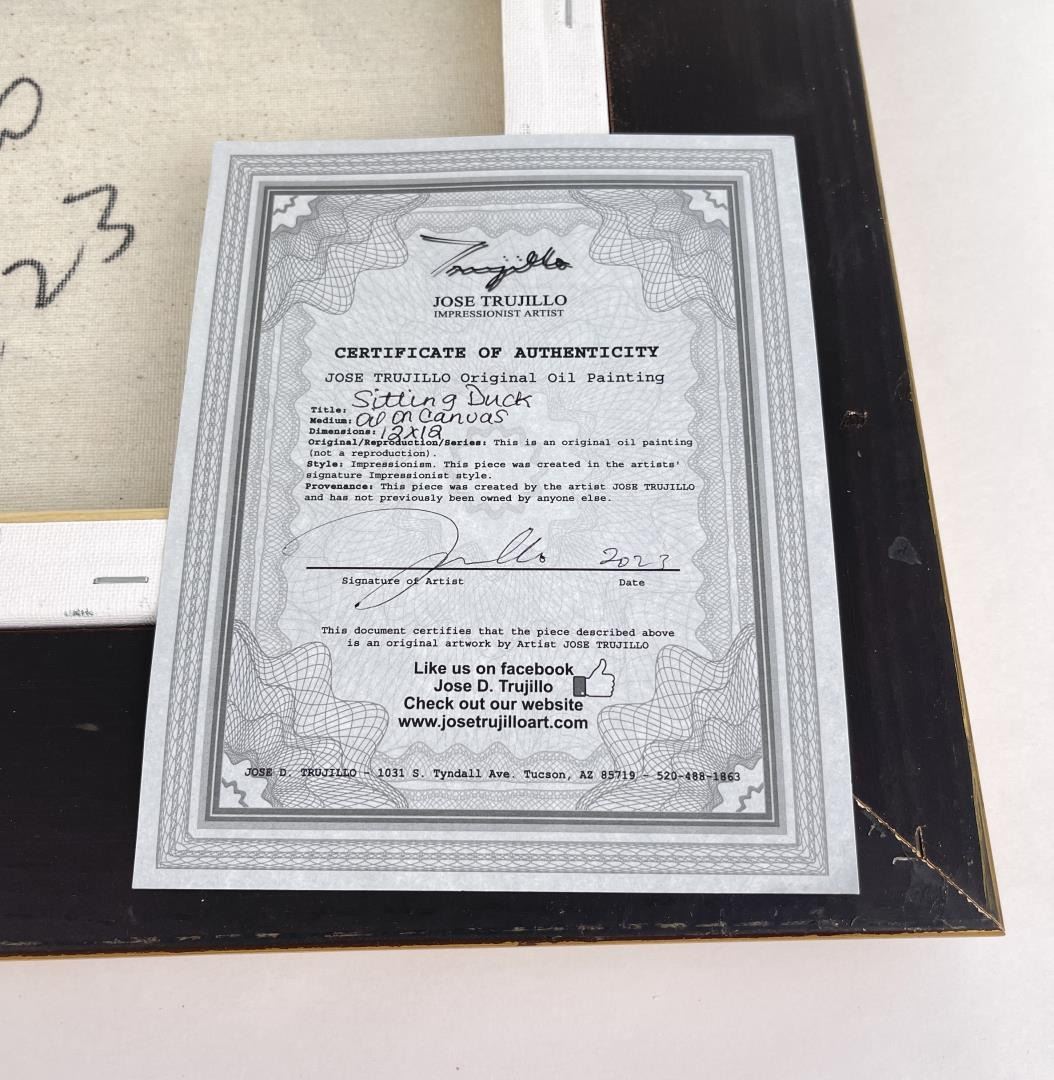 23
Trujillo
JOSE TRUJILLO
IMPRESSIONIST ARTIST
CERTIFICATE OF AUTHENTICITY
JOSE TRUJILLO Original Oil Painting
Title: Sitting Duck
Medium: Oil on Canvas
Dimensions: 12x12
Original/Reproduction/Series: This is an original oil painting
(not a reproduction).
Style: Impressionism. This piece was created in the artists'
signature Impressionist style.
Provenance: This piece was created by the artist JOSE TRUJILLO
and has not previously been owned by anyone else.
Trujillo 2023
Signature of Artist Date
This document certifies that the piece described above
is an original artwork by Artist JOSE TRUJILLO
Like us on facebook
Jose D. Trujillo
Check out our website
www.josetrujilloart.com
JOSE D. TRUJILLO - 1031 S. Tyndall Ave. Tucson, AZ 85719 - 520-488-1863